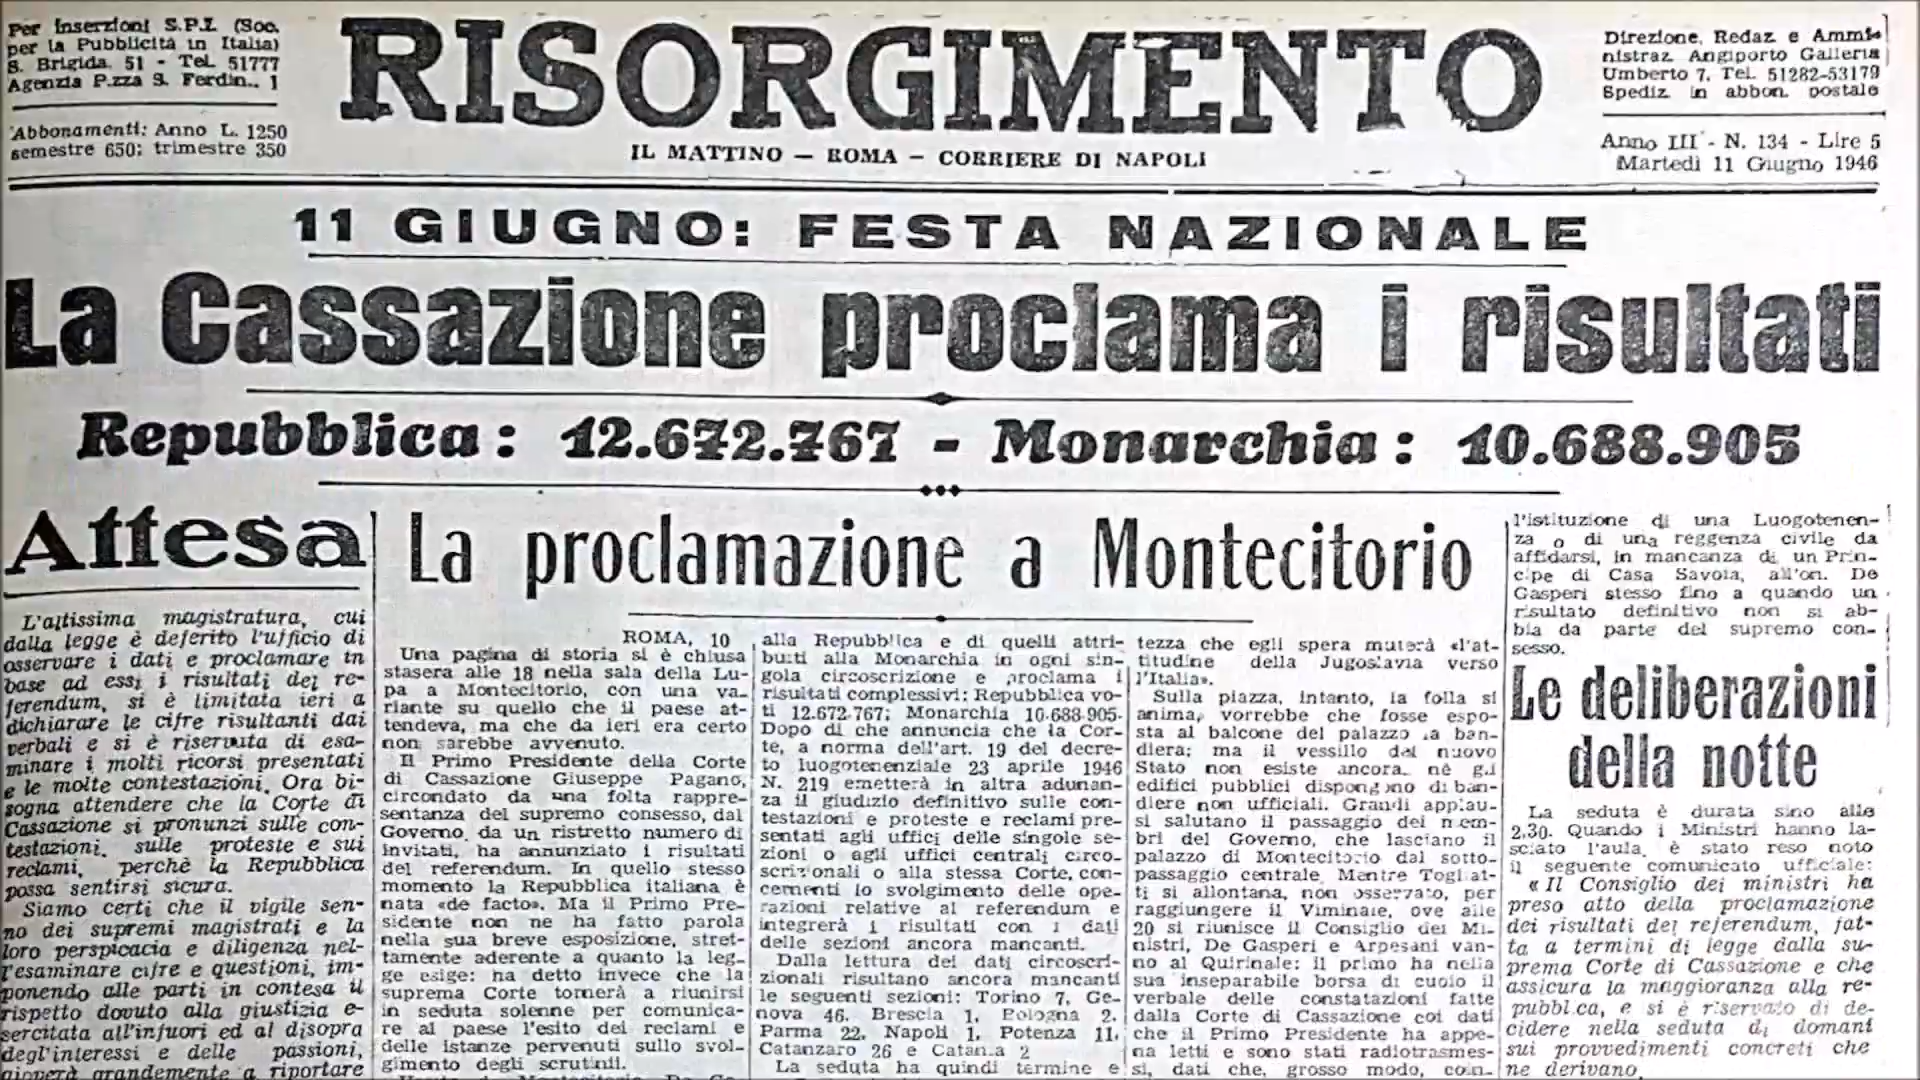 Per Inserzioni S.P.I. (Soc.
per la Pubblicità in Italia)
S. Brigida, 51 - Tel. 51777
Agenzia P.zza S. Ferdin., 1
Abbonamenti: Anno L. 1250
semestre 650; trimestre 350
RISORGIMENTO
IL MATTINO — ROMA — CORRIERE DI NAPOLI
Direzione, Redaz. e Ammi-
nistraz. Angiporto Galleria
Umberto 7, Tel. 51282-53179
Spediz. in abbon. postale
Anno III - N. 134 - Lire 5
Martedì 11 Giugno 1946
11 GIUGNO: FESTA NAZIONALE
La Cassazione proclama i risultati
Repubblica: 12.672.767 - Monarchia: 10.688.905
Attesa
L'altissima magistratura, cui
dalla legge è deferito l'ufficio di
osservare i dati e proclamare in
base ad essi i risultati del re-
ferendum, si è limitata ieri a
dichiarare le cifre risultanti dai
verbali e si è riservata di esa-
minare i molti ricorsi presentati
e le molte contestazioni. Ora bi-
sogna attendere che la Corte di
Cassazione si pronunzi sulle con-
testazioni, sulle proteste e sui
reclami, perchè la Repubblica
possa sentirsi sicura.
Siamo certi che il vigile sen-
no dei supremi magistrati e la
loro perspicacia e diligenza nel-
l'esaminare cifre e questioni, im-
ponendo alle parti in contesa il
rispetto dovuto alla giustizia e-
sercitata all'infuori ed al disopra
degl'interessi e delle passioni,
gioverà grandemente a riportare
La proclamazione a Montecitorio
ROMA, 10
Una pagina di storia si è chiusa
stasera alle 18 nella sala della Lu-
pa a Montecitorio, con una va-
riante su quello che il paese at-
tendeva, ma che da ieri era certo
non sarebbe avvenuto.
Il Primo Presidente della Corte
di Cassazione Giuseppe Pagano,
circondato da una folta rappre-
sentanza del supremo consesso, dal
Governo, da un ristretto numero di
invitati, ha annunziato i risultati
del referendum. In quello stesso
momento la Repubblica italiana è
nata «de facto». Ma il Primo Pre-
sidente non ne ha fatto parola
nella sua breve esposizione, stret-
tamente aderente a quanto la leg-
ge esige: ha detto invece che la
suprema Corte tornerà a riunirsi
in seduta solenne per comunica-
re al paese l'esito dei reclami e
delle istanze pervenuti sullo svol-
gimento degli scrutinii.
alla Repubblica e di quelli attri-
buiti alla Monarchia in ogni sin-
gola circoscrizione e proclama i
risultati complessivi: Repubblica vo-
ti 12.672.767; Monarchia 10.688.905.
Dopo di che annuncia che la Cor-
te, a norma dell'art. 19 del decre-
to luogotenenziale 23 aprile 1946
N. 219 emetterà in altra adunan-
za il giudizio definitivo sulle con-
testazioni e proteste e reclami pre-
sentati agli uffici delle singole se-
zioni o agli uffici centrali circo-
scrizionali o alla stessa Corte, con-
cernenti lo svolgimento delle ope-
razioni relative al referendum e
integrerà i risultati con i dati
delle sezioni ancora mancanti.
Dalla lettura dei dati circoscri-
zionali risultano ancora mancanti
le seguenti sezioni: Torino 7, Ge-
nova 46, Brescia 1, Bologna 2,
Parma 22, Napoli 1, Potenza 11,
Catanzaro 26 e Catania 2
La seduta ha quindi termine e
tezza che egli spera muterà «l'at-
titudine della Jugoslavia verso
l'Italia».
Sulla piazza, intanto, la folla si
anima, vorrebbe che fosse espo-
sta al balcone del palazzo la ban-
diera; ma il vessillo del nuovo
Stato non esiste ancora, nè gli
edifici pubblici dispongono di ban-
diere non ufficiali. Grandi applau-
si salutano il passaggio dei mem-
bri del Governo, che lasciano il
palazzo di Montecitorio dal sotto-
passaggio centrale. Mentre Togliat-
ti si allontana, non osservato, per
raggiungere il Viminale, ove alle
20 si riunisce il Consiglio dei Mi-
nistri, De Gasperi e Arpesani van-
no al Quirinale: il primo ha nella
sua inseparabile borsa di cuoio il
verbale delle constatazioni fatte
dalla Corte di Cassazione coi dati
che il Primo Presidente ha appe-
na letti e sono stati radiotrasmes-
si, dati che, grosso modo, coin-
l'istituzione di una Luogotenen-
za o di una reggenza civile da
affidarsi, in mancanza di un Prin-
cipe di Casa Savoia, all'on. De
Gasperi stesso fino a quando un
risultato definitivo non si ab-
bia da parte del supremo con-
sesso.
Le deliberazioni
della notte
La seduta è durata sino alle
2.30. Quando i Ministri hanno la-
sciato l'aula, è stato reso noto
il seguente comunicato ufficiale:
« Il Consiglio dei ministri ha
preso atto della proclamazione
dei risultati del referendum, fat-
ta a termini di legge dalla su-
prema Corte di Cassazione e che
assicura la maggioranza alla re-
pubblica, e si è riservato di de-
cidere nella seduta di domani
sui provvedimenti concreti che
ne derivano